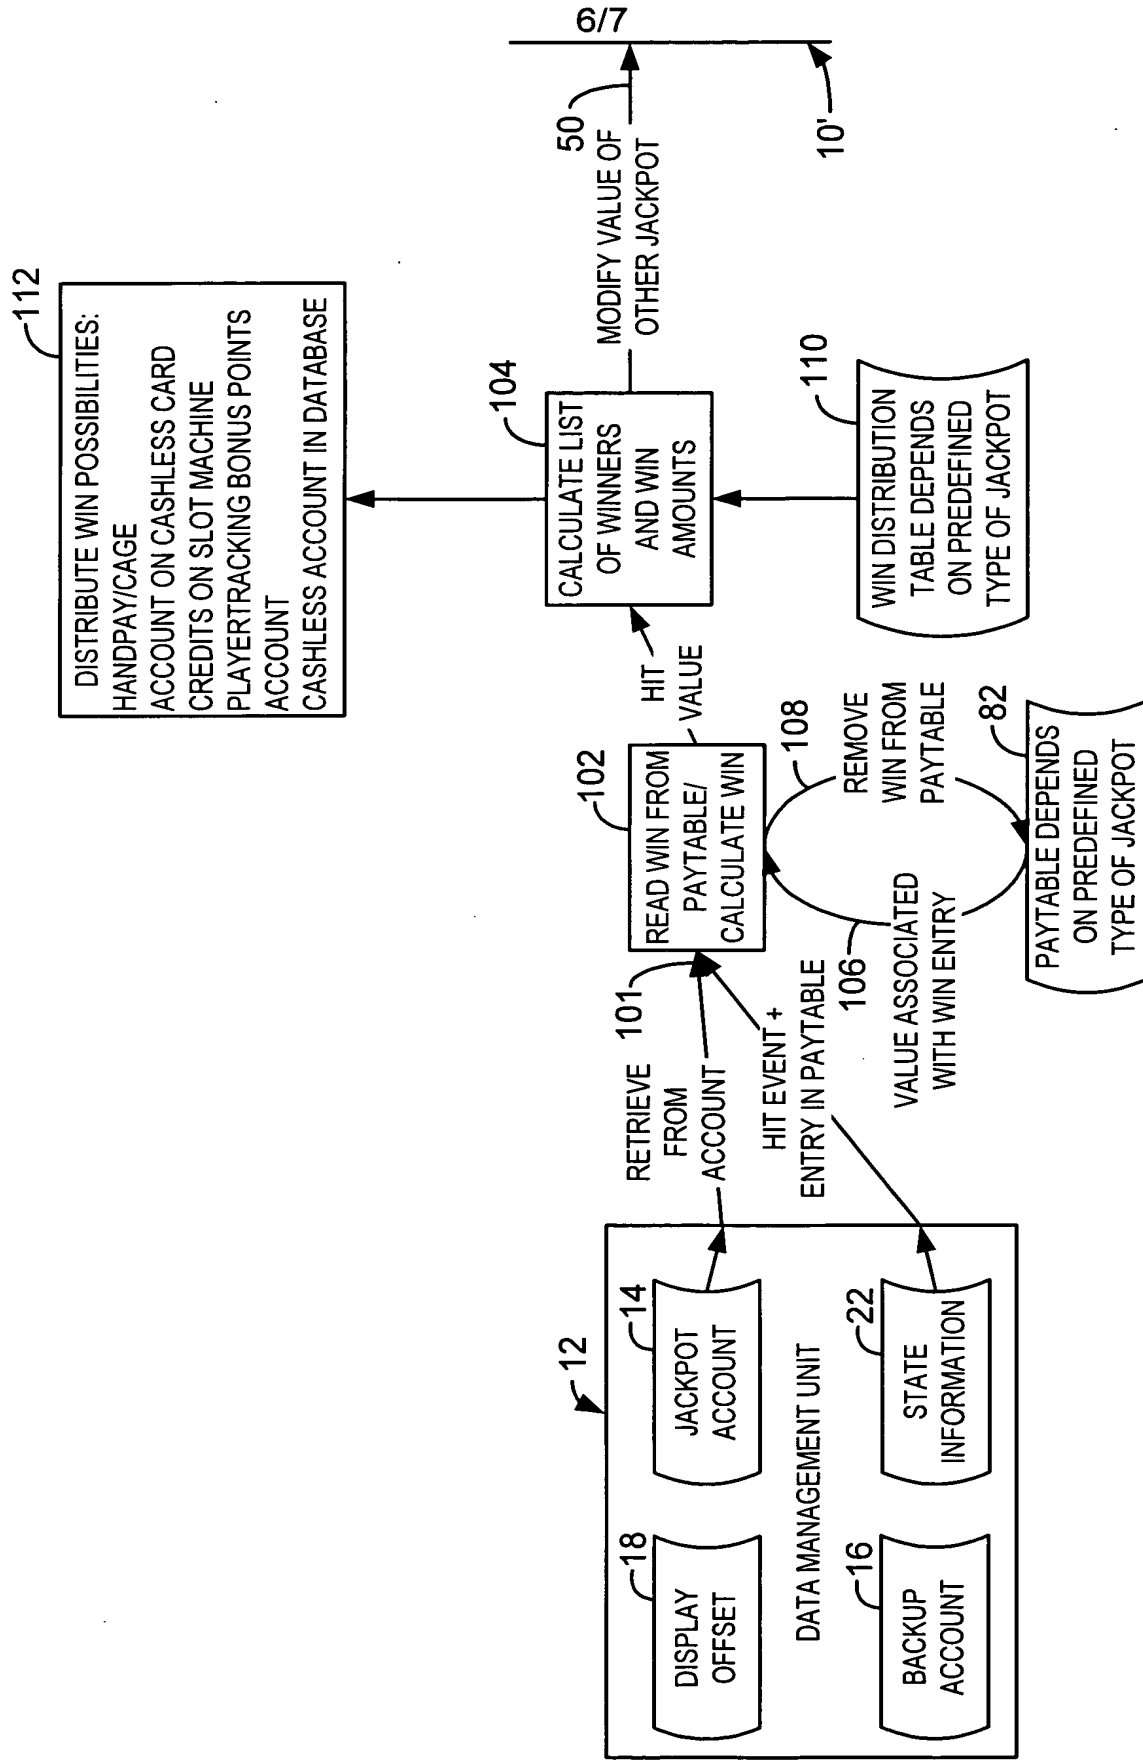 6/7
112
DISTRIBUTE WIN POSSIBILITIES:
HANDPAY/CAGE
ACCOUNT ON CASHLESS CARD
CREDITS ON SLOT MACHINE
PLAYERTRACKING BONUS POINTS
ACCOUNT
CASHLESS ACCOUNT IN DATABASE
12
18
DISPLAY
OFFSET
14
JACKPOT
ACCOUNT
DATA MANAGEMENT UNIT
16
BACKUP
ACCOUNT
22
STATE
INFORMATION
RETRIEVE
FROM
ACCOUNT
101
HIT EVENT +
ENTRY IN PAYTABLE
102
READ WIN FROM
PAYTABLE/
CALCULATE WIN
106
VALUE ASSOCIATED
WITH WIN ENTRY
108
REMOVE
WIN FROM
PAYTABLE
82
PAYTABLE DEPENDS
ON PREDEFINED
TYPE OF JACKPOT
HIT
VALUE
104
CALCULATE LIST
OF WINNERS
AND WIN
AMOUNTS
110
WIN DISTRIBUTION
TABLE DEPENDS
ON PREDEFINED
TYPE OF JACKPOT
MODIFY VALUE OF
OTHER JACKPOT
50
10'